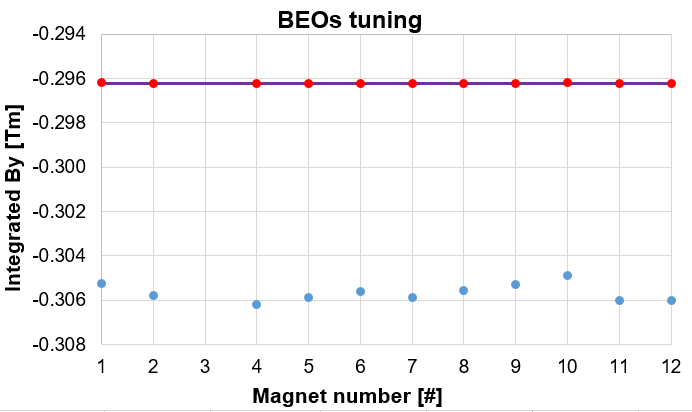 BEOs tuning
-0.294
-0.296
-0.298
-0.300
-0.302
-0.304
-0.306
-0.308
Integrated By [Tm]
1 2 3 4 5 6 7 8 9 10 11 12
Magnet number [#]